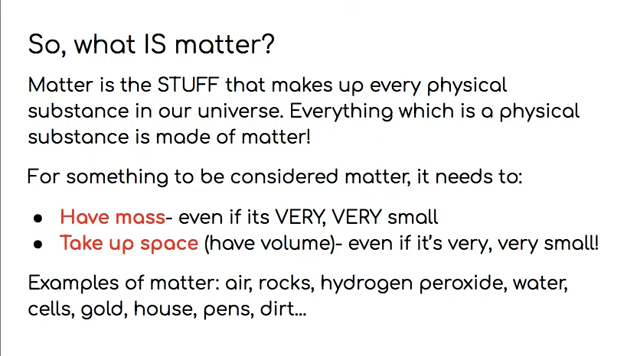 So, what IS matter?
Matter is the STUFF that makes up every physical
substance in our universe. Everything which is a physical
substance is made of matter!
For something to be considered matter, it needs to:
● Have mass- even if its VERY, VERY small
● Take up space (have volume)- even if it's very, very small!
Examples of matter: air, rocks, hydrogen peroxide, water,
cells, gold, house, pens, dirt...